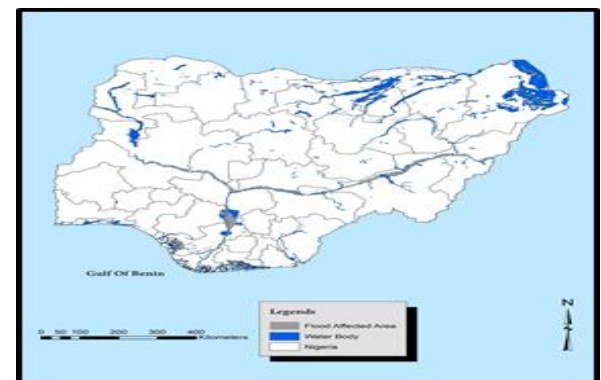 Gulf Of Benin
Legends
Flood Affected Area
Water Body
Nigeria
0 50 100 200 300 400
Kilometers
N